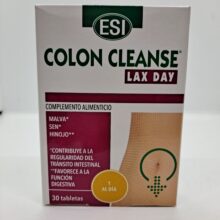 ESI
COLON CLEANSE™
LAX DAY
COMPLEMENTO ALIMENTICIO
MALVA*
SEN*
HINOJO**
*CONTRIBUYE A LA
REGULARIDAD DEL
TRÁNSITO INTESTINAL
**FAVORECE A LA
FUNCIÓN
DIGESTIVA
1
AL DÍA
30 tabletas